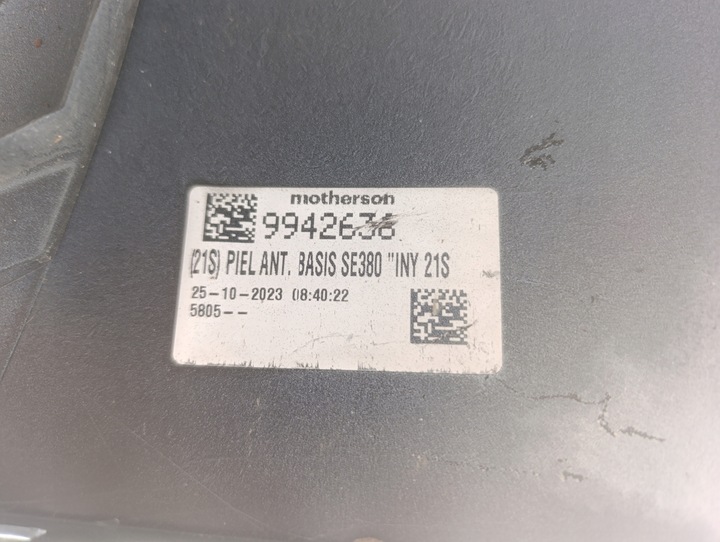 motherson
9942636
(21S) PIEL ANT. BASIS SE380 "INY 21S
25-10-2023 08:40:22
5805--